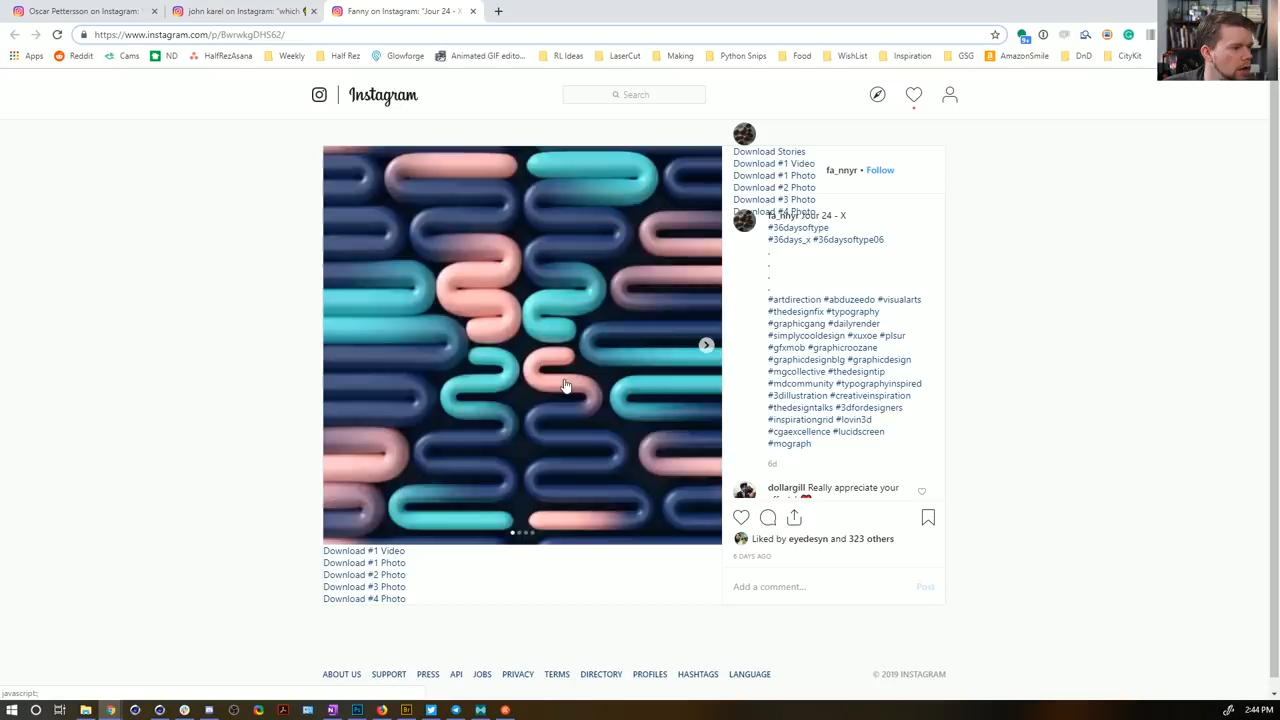 Oscar Pettersson on Instagram:
john karel on Instagram: "which
Fanny on Instagram: "Jour 24 - X
https://www.instagram.com/p/BwrwkgDHS62/
Apps
Reddit
Cams
ND
HalfRezAsana
Weekly
Half Rez
Glowforge
Animated GIF edito...
RL Ideas
LaserCut
Making
Python Snips
Food
WishList
Inspiration
GSG
AmazonSmile
DnD
CityKit
Instagram
Search
Download Stories
Download #1 Video
Download #1 Photo
Download #2 Photo
Download #3 Photo
Download #4 Photo
fa_nnyr • Follow
fa_nnyr Jour 24 - X
#36daysoftype
#36days_x #36daysoftype06
.
.
.
.
#artdirection #abduzeedo #visualarts
#thedesignfix #typography
#graphicgang #dailyrender
#simplycooldesign #xuxoe #plsur
#gfxmob #graphicroozane
#graphicdesignblg #graphicdesign
#mgcollective #thedesigntip
#mdcommunity #typographyinspired
#3dillustration #creativeinspiration
#thedesigntalks #3dfordesigners
#inspirationgrid #lovin3d
#cgaexcellence #lucidscreen
#mograph
6d
dollargill Really appreciate your
Liked by eyedesyn and 323 others
6 DAYS AGO
Add a comment...
Post
Download #1 Video
Download #1 Photo
Download #2 Photo
Download #3 Photo
Download #4 Photo
ABOUT US SUPPORT PRESS API JOBS PRIVACY TERMS DIRECTORY PROFILES HASHTAGS LANGUAGE
© 2019 INSTAGRAM
javascript:;
2:44 PM